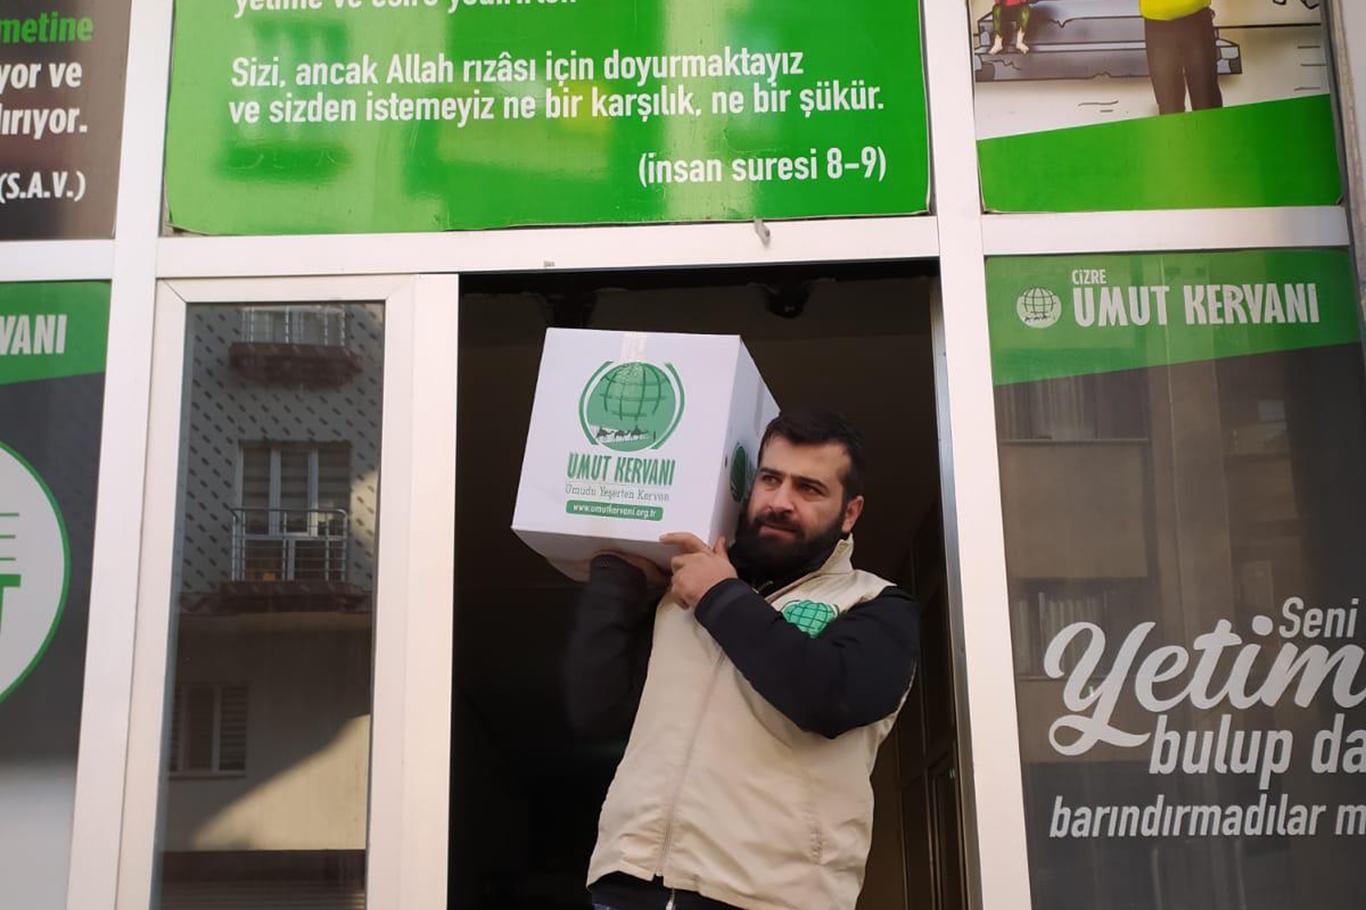 metine
yor ve
lırıyor.
(S.A.V.)
Sizi, ancak Allah rızâsı için doyurmaktayız
ve sizden istemeyiz ne bir karşılık, ne bir şükür.
(insan suresi 8-9)
VANI
CİZRE
UMUT KERVANI
UMUT KERVANI
Umudu Yeşerten Kervan
www.umutkervani.org.tr
Seni
Yetim
bulup da
barındırmadılar m